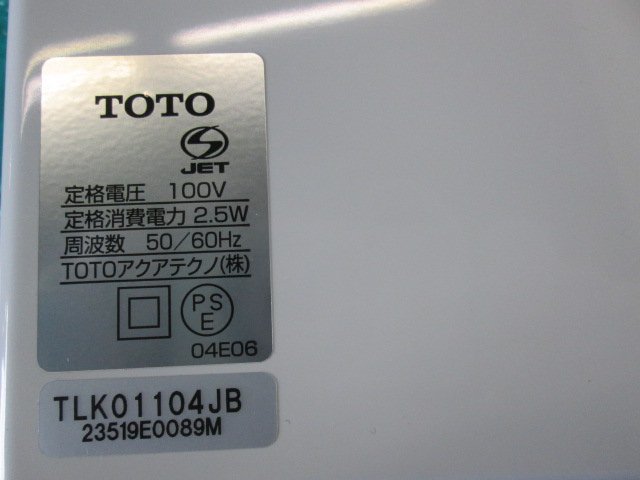 TOTO
S
JET
定格電圧 100V
定格消費電力 2.5W
周波数 50/60Hz
TOTOアクアテクノ(株)
PS
E
04E06
TLK01104JB
23519E0089M